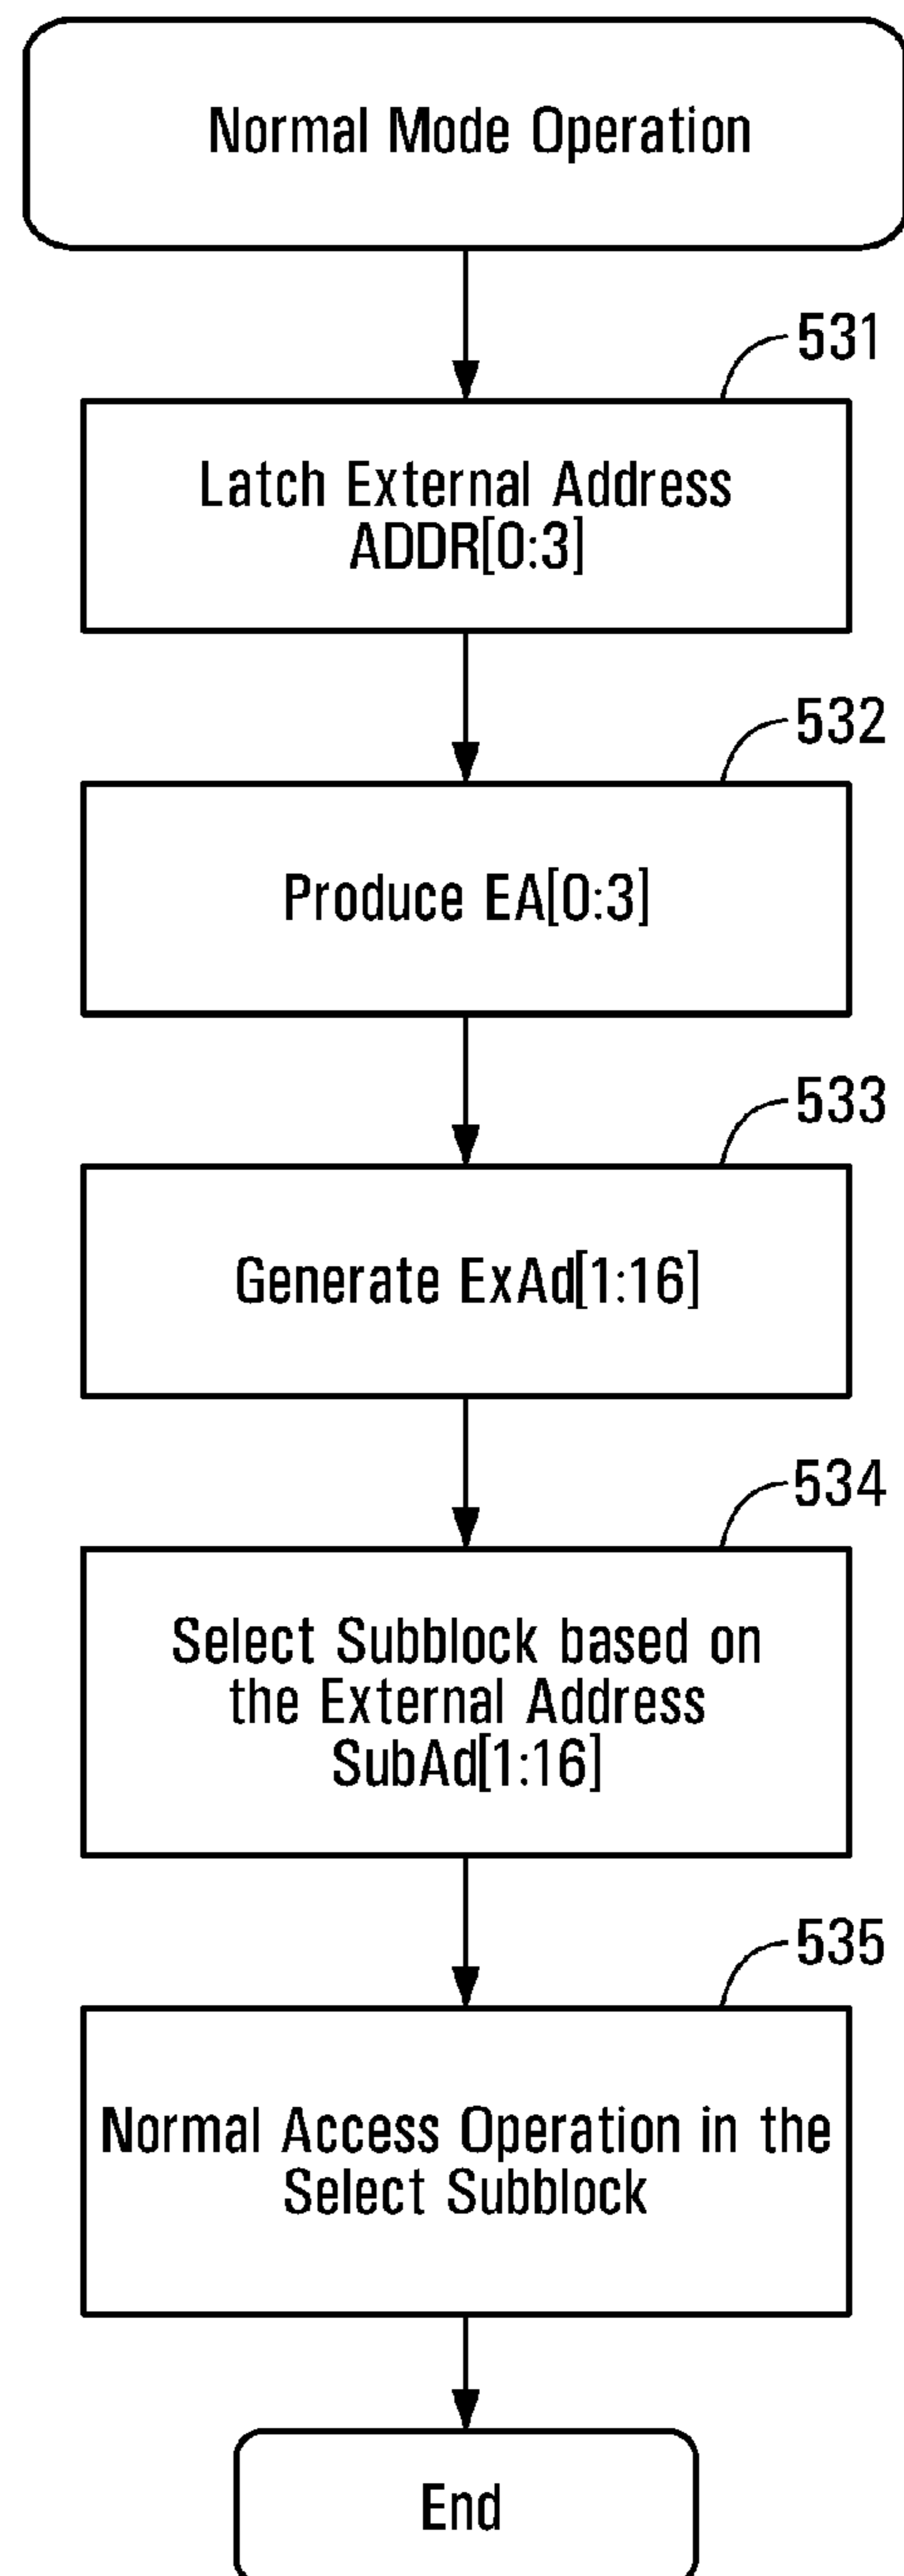 Normal Mode Operation
531
Latch External Address
ADDR[0:3]
532
Produce EA[0:3]
533
Generate ExAd[1:16]
534
Select Subblock based on
the External Address
SubAd[1:16]
535
Normal Access Operation in the
Select Subblock
End